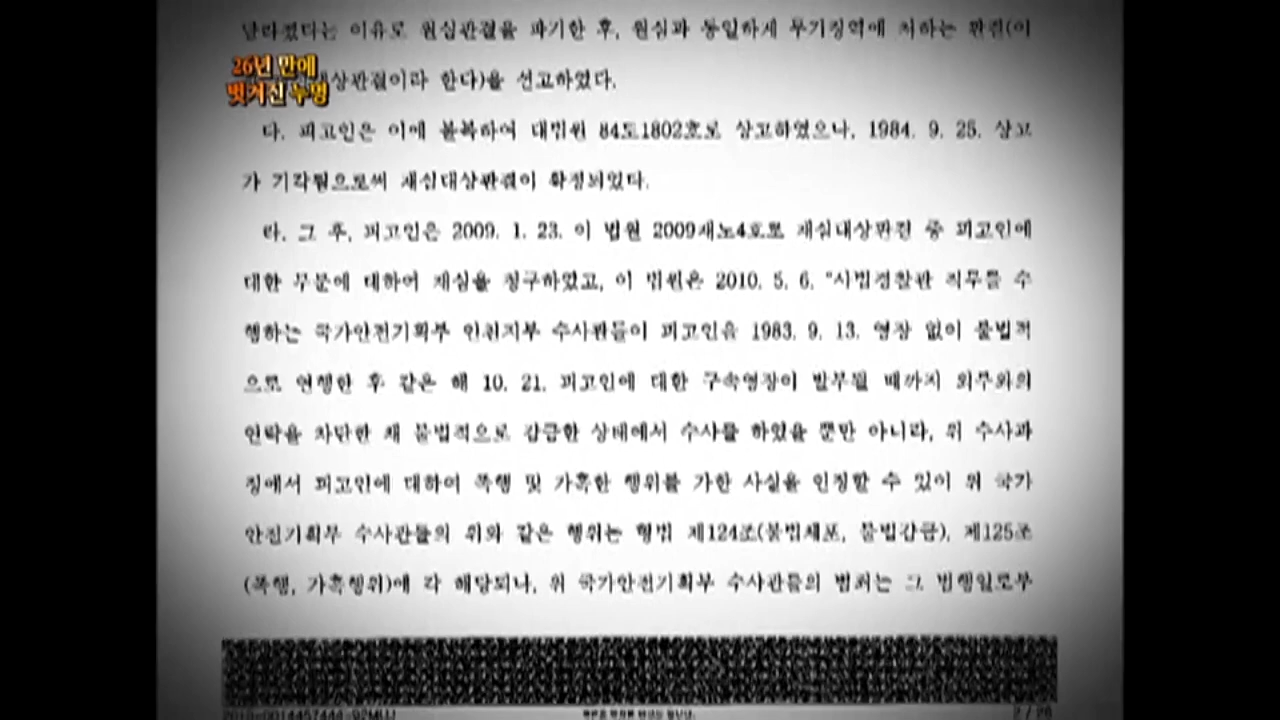 달라졌다는 이유로 원심판결을 파기한 후, 원심과 동일하게 무기징역에 처하는 판결(이
26년 만에
벗겨진 누명
대상판결이라 한다)을 선고하였다.
다. 피고인은 이에 불복하여 대법원 84도1802호로 상고하였으나, 1984. 9. 25. 상고
가 기각됨으로써 재심대상판결이 확정되었다.
라. 그 후, 피고인은 2009. 1. 23. 이 법원 2009재노4호로 재심대상판결 중 피고인에
대한 부분에 대하여 재심을 청구하였고, 이 법원은 2010. 5. 6. "사법경찰관 직무를 수
행하는 국가안전기획부 인천지부 수사관들이 피고인을 1983. 9. 13. 영장 없이 불법적
으로 연행한 후 같은 해 10. 21. 피고인에 대한 구속영장이 발부될 때까지 외부와의
연락을 차단한 채 불법적으로 감금한 상태에서 수사를 하였을 뿐만 아니라, 위 수사과
정에서 피고인에 대하여 폭행 및 가혹한 행위를 가한 사실을 인정할 수 있어 위 국가
안전기획부 수사관들의 위와 같은 행위는 형법 제124조(불법체포, 불법감금), 제125조
(폭행, 가혹행위)에 각 해당되나, 위 국가안전기획부 수사관들의 범죄는 그 범행일로부
2 / 26